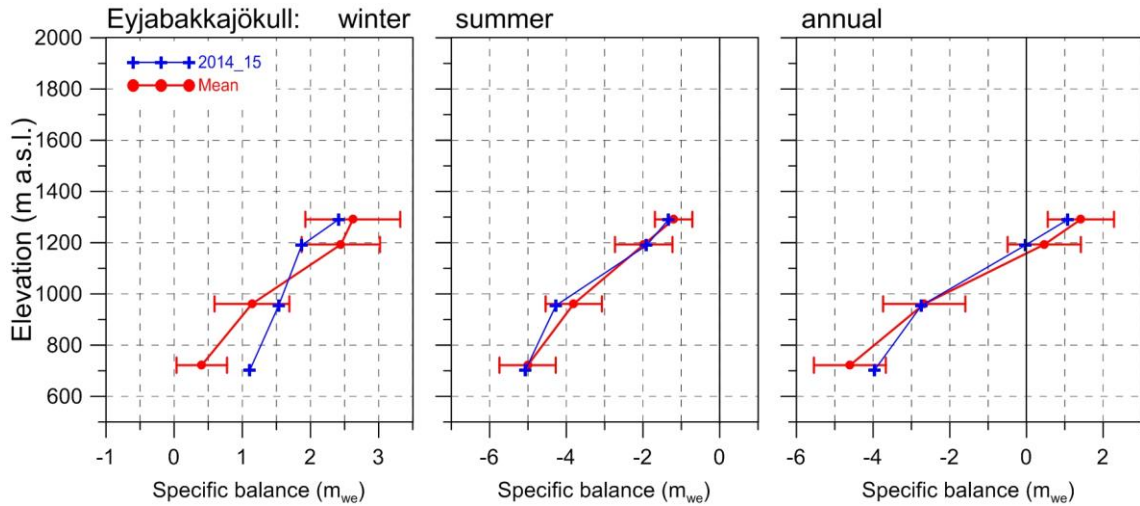 Eyjabakkajökull: winter summer annual
2000
1800
1600
1400
1200
1000
800
600
Elevation (m a.s.l.)
2014_15
Mean
-1 0 1 2 3
-6 -4 -2 0
-6 -4 -2 0 2
Specific balance (mwe) Specific balance (mwe) Specific balance (mwe)